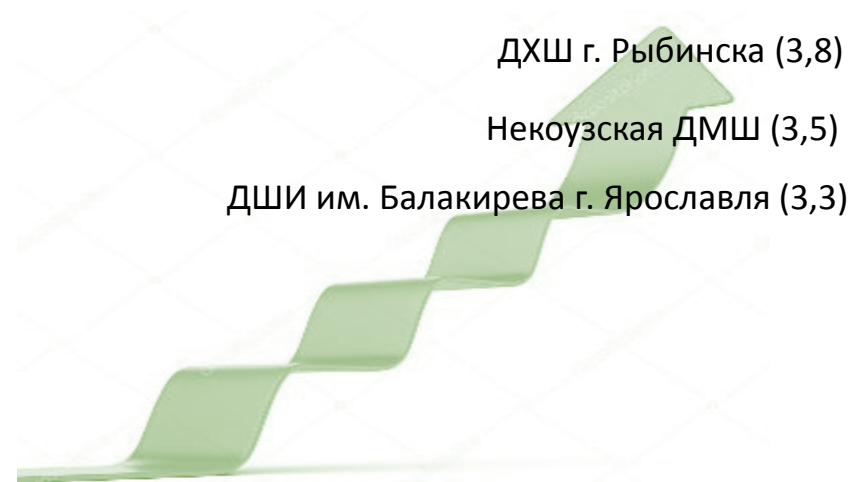 ДХШ г. Рыбинска (3,8)
Некоузская ДМШ (3,5)
ДШИ им. Балакирева г. Ярославля (3,3)